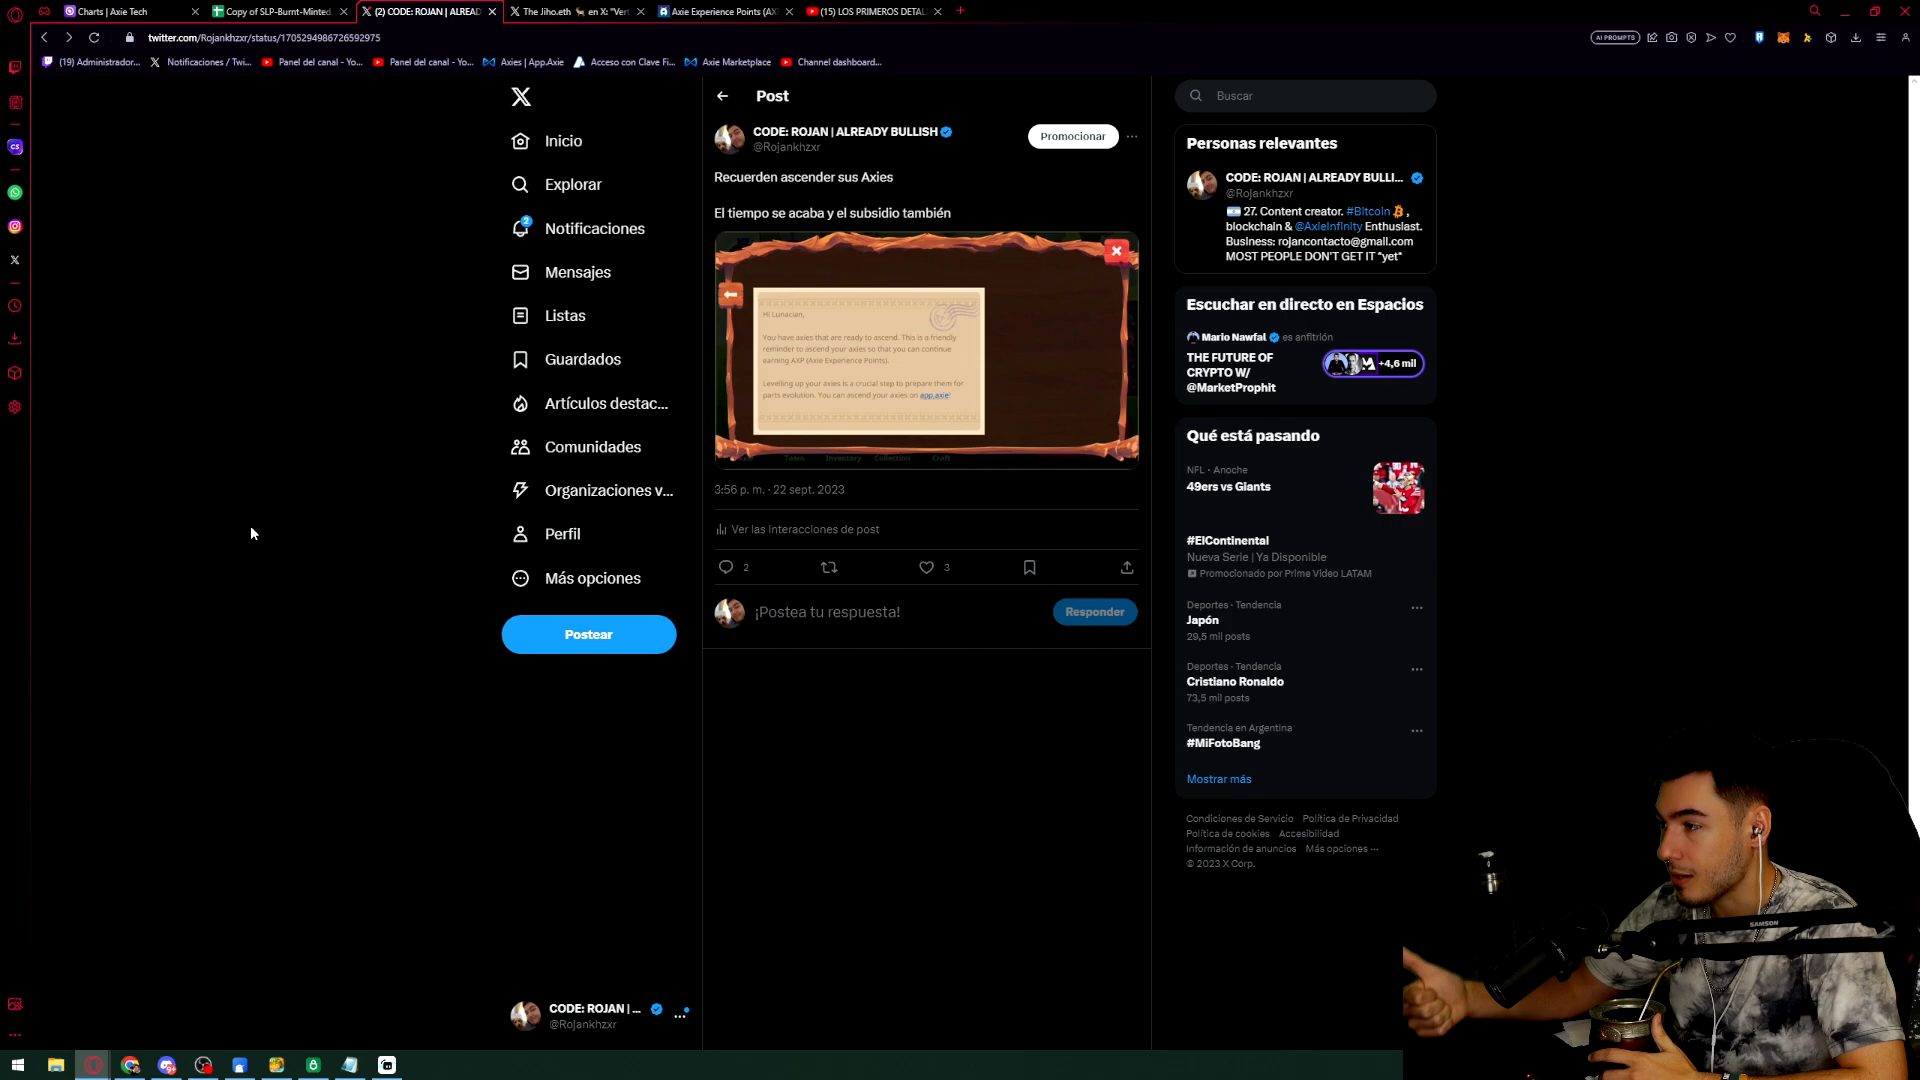 Charts | Axie Tech
Copy of SLP-Burnt-Minted.
(2) CODE: ROJAN | ALREAD
The Jiho.eth 🐐 en X: "Vert
Axie Experience Points (AX
(15) LOS PRIMEROS DETAL
twitter.com/Rojankhzxr/status/1705294986726592975
AI PROMPTS
(19) Administrador...
Notificaciones / Twi...
Panel del canal - Yo...
Panel del canal - Yo...
Axies | App.Axie
Acceso con Clave Fi...
Axie Marketplace
Channel dashboard...
Inicio
Explorar
2
Notificaciones
Mensajes
Listas
Guardados
Artículos destac...
Comunidades
Organizaciones v...
Perfil
Más opciones
Postear
CODE: ROJAN | ...
@Rojankhzxr
Post
CODE: ROJAN | ALREADY BULLISH
@Rojankhzxr
Promocionar
Recuerden ascender sus Axies
El tiempo se acaba y el subsidio también
Hi Lunacian,
You have axies that are ready to ascend. This is a friendly
reminder to ascend your axies so that you can continue
earning AXP (Axie Experience Points).
Levelling up your axies is a crucial step to prepare them for
parts evolution. You can ascend your axies on app.axie!
Team Inventory Collection Craft
3:56 p. m. · 22 sept. 2023
Ver las interacciones de post
2
3
¡Postea tu respuesta!
Responder
Buscar
Personas relevantes
CODE: ROJAN | ALREADY BULLI...
@Rojankhzxr
🇦🇷 27. Content creator. #Bitcoin ,
blockchain & @AxieInfinity Enthusiast.
Business: rojancontacto@gmail.com
MOST PEOPLE DON'T GET IT *yet*
Escuchar en directo en Espacios
Mario Nawfal es anfitrión
THE FUTURE OF
CRYPTO W/
@MarketProphit
+4,6 mil
Qué está pasando
NFL · Anoche
49ers vs Giants
#ElContinental
Nueva Serie | Ya Disponible
Promocionado por Prime Video LATAM
Deportes · Tendencia
Japón
29,5 mil posts
Deportes · Tendencia
Cristiano Ronaldo
73,5 mil posts
Tendencia en Argentina
#MiFotoBang
Mostrar más
Condiciones de Servicio Política de Privacidad
Política de cookies Accesibilidad
Información de anuncios Más opciones ···
© 2023 X Corp.
SAMSON